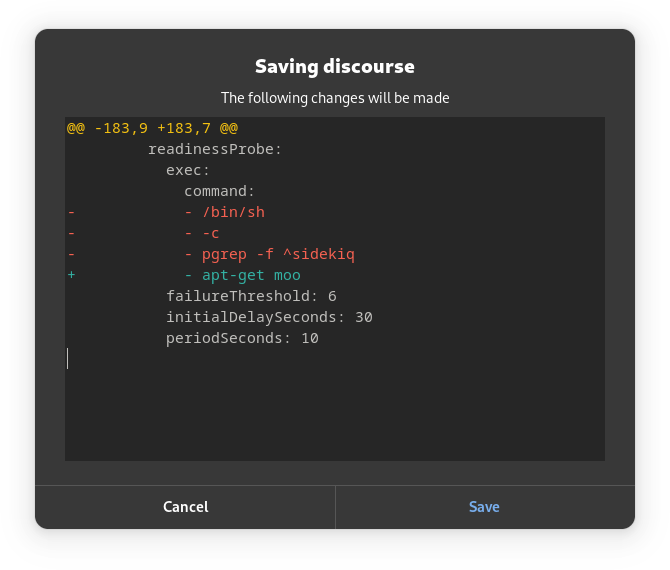 Saving discourse
The following changes will be made
@@ -183,9 +183,7 @@
         readinessProbe:
           exec:
             command:
-            - /bin/sh
-            - -c
-            - pgrep -f ^sidekiq
+            - apt-get moo
           failureThreshold: 6
           initialDelaySeconds: 30
           periodSeconds: 10
Cancel
Save